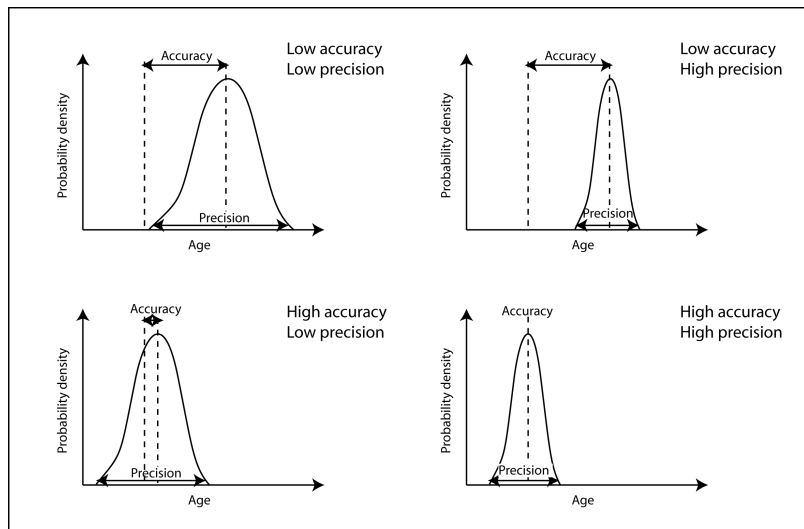 Accuracy
Low accuracy
Low precision
Probability density
Precision
Age
Accuracy
Low accuracy
High precision
Probability density
Precision
Age
Accuracy
High accuracy
Low precision
Probability density
Precision
Age
Accuracy
High accuracy
High precision
Probability density
Precision
Age